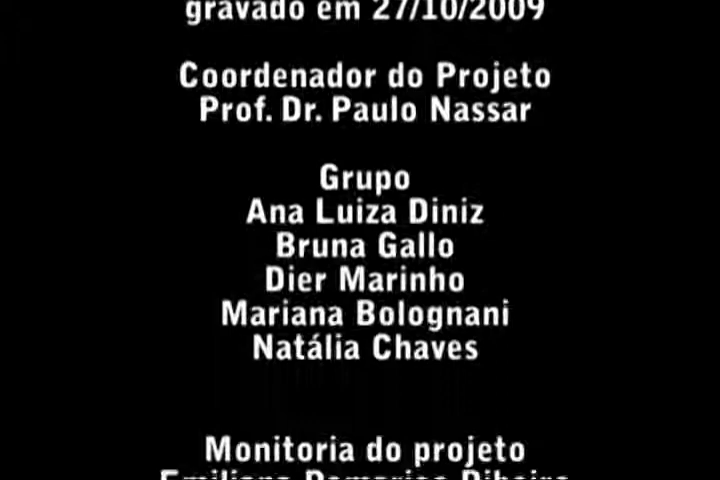 gravado em 27/10/2009
Coordenador do Projeto
Prof. Dr. Paulo Nassar
Grupo
Ana Luiza Diniz
Bruna Gallo
Dier Marinho
Mariana Bolognani
Natália Chaves
Monitoria do projeto